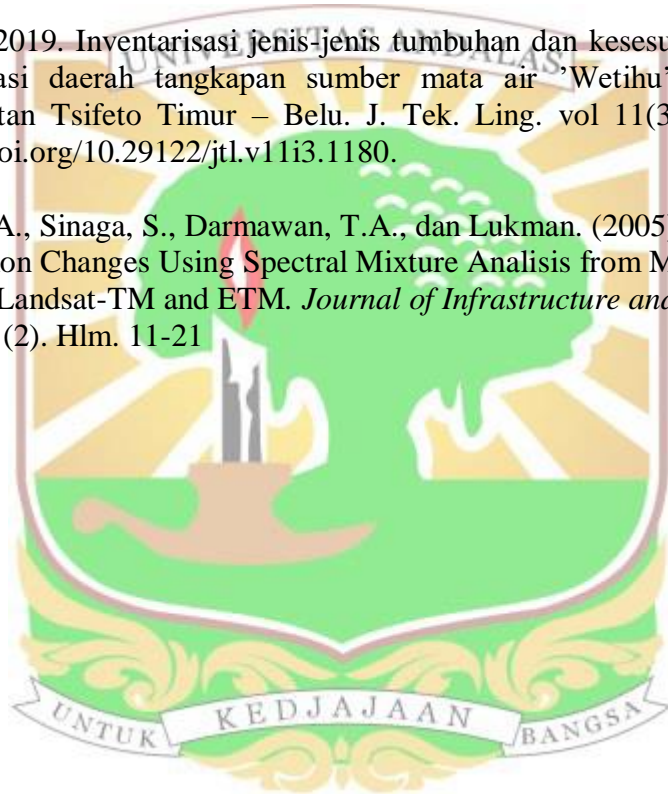 2019. Inventarisasi jenis-jenis tumbuhan dan kesesu
UNIVERSITAS ANDALAS
asi daerah tangkapan sumber mata air ’Wetihu’
tan Tsifeto Timur – Belu. J. Tek. Ling. vol 11(3
oi.org/10.29122/jtl.v11i3.1180.
A., Sinaga, S., Darmawan, T.A., dan Lukman. (2005)
on Changes Using Spectral Mixture Analisis from M
Landsat-TM and ETM. Journal of Infrastructure and
(2). Hlm. 11-21
UNTUK KEDJAJAAN BANGSA